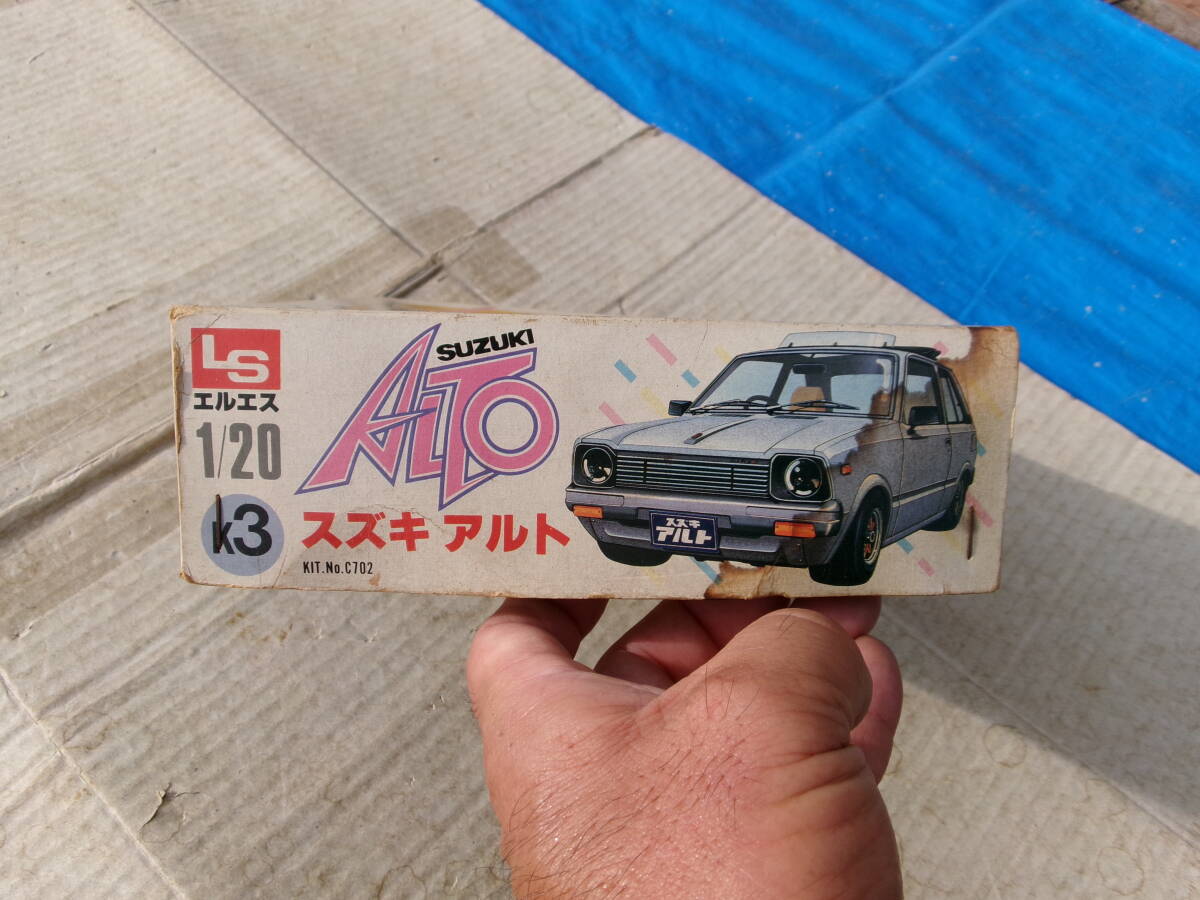 LS
エルエス
1/20
k3
SUZUKI
ALTO
スズキ アルト
KIT.No.C702
スズキ
アルト